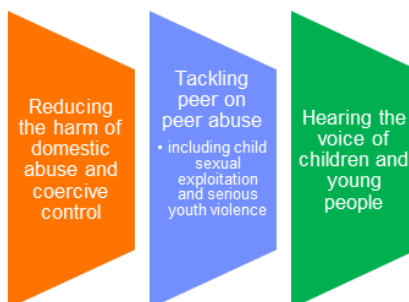 Reducing
the harm of
domestic
abuse and
coercive
control
Tackling
peer on
peer abuse
• including child
sexual
exploitation
and serious
youth violence
Hearing the
voice of
children and
young
people